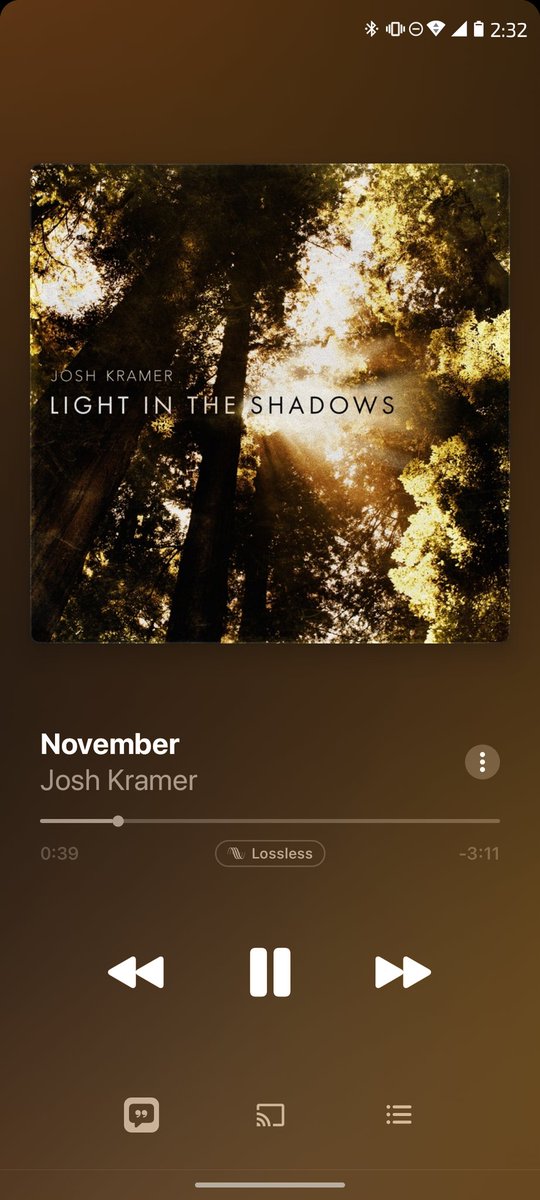 2:32
JOSH KRAMER
LIGHT IN THE SHADOWS
November
Josh Kramer
0:39
Lossless
-3:11